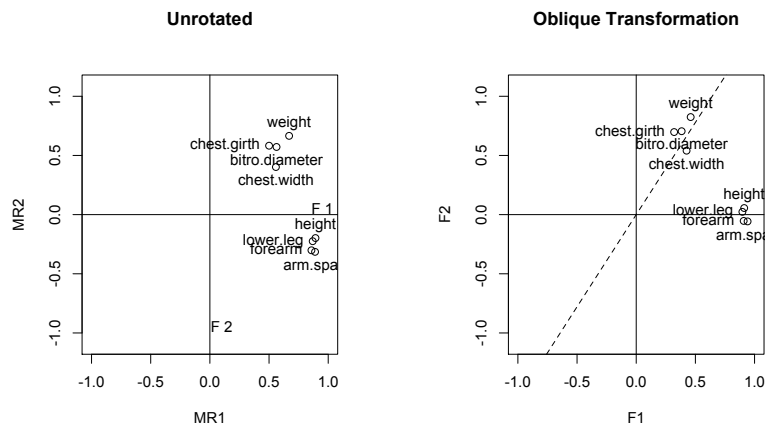 Unrotated
MR2
1.0
0.5
0.0
-0.5
-1.0
weight
chest.girth
bitro.diameter
chest.width
F 1
height
lower.leg
forearm
arm.spa
F 2
-1.0 -0.5 0.0 0.5 1.0
MR1
Oblique Transformation
F2
1.0
0.5
0.0
-0.5
-1.0
weight
chest.girth
bitro.diameter
chest.width
height
lower.leg
forearm
arm.spa
-1.0 -0.5 0.0 0.5 1.0
F1